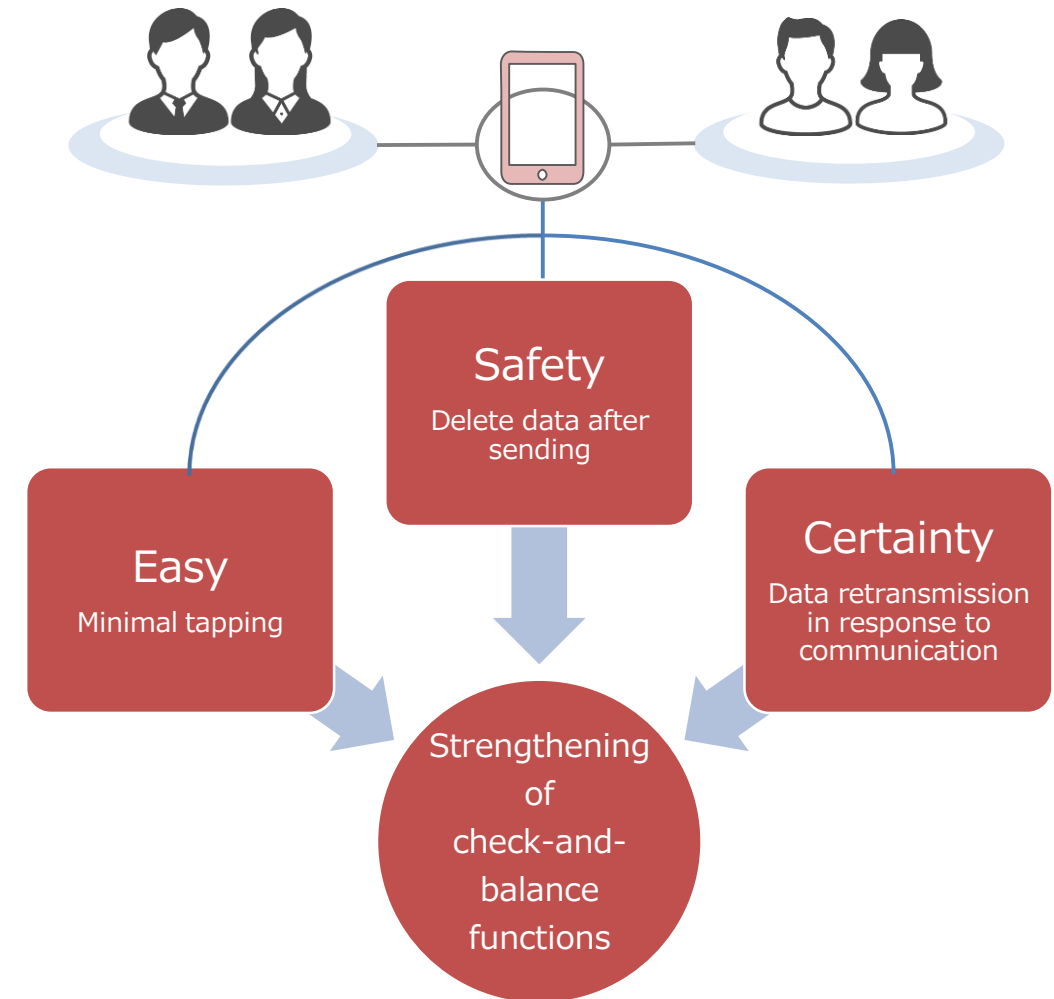 Safety
Delete data after
sending
Easy
Minimal tapping
Certainty
Data retransmission
in response to
communication
Strengthening
of
check-and-
balance
functions